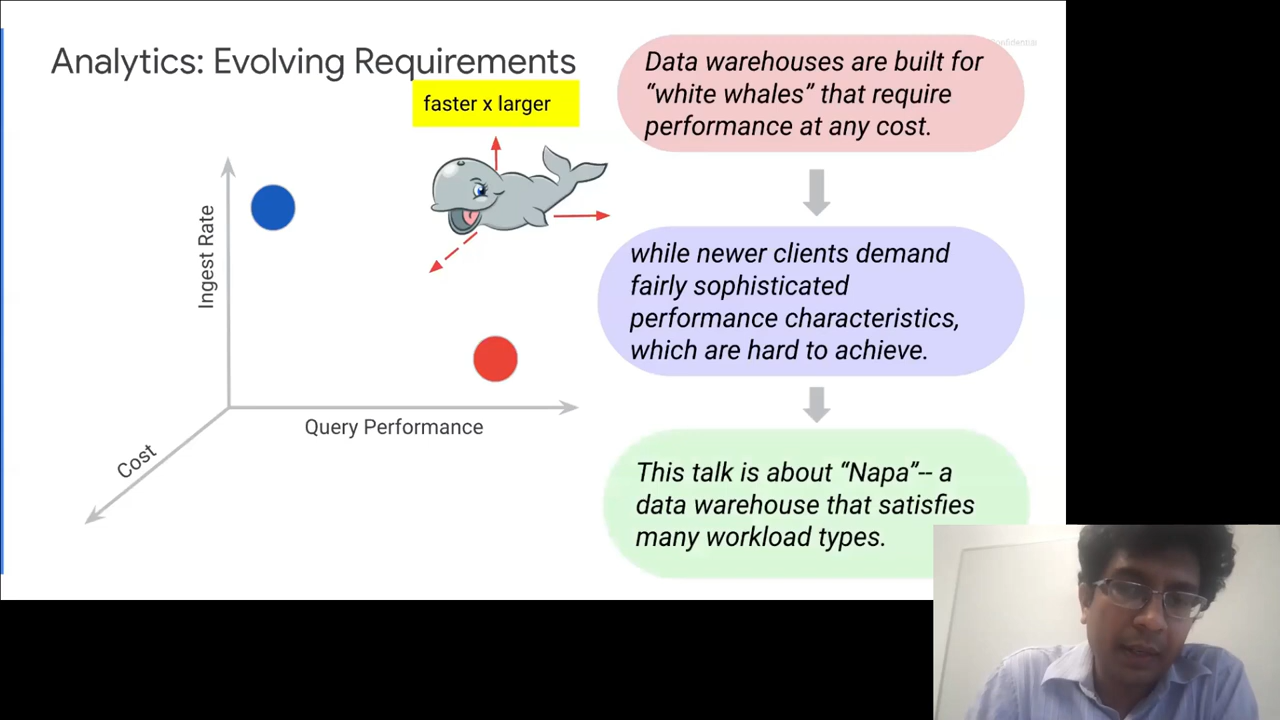 Confidential
Analytics: Evolving Requirements
faster x larger
Ingest Rate
Query Performance
Cost
Data warehouses are built for
“white whales” that require
performance at any cost.
while newer clients demand
fairly sophisticated
performance characteristics,
which are hard to achieve.
This talk is about “Napa”-- a
data warehouse that satisfies
many workload types.